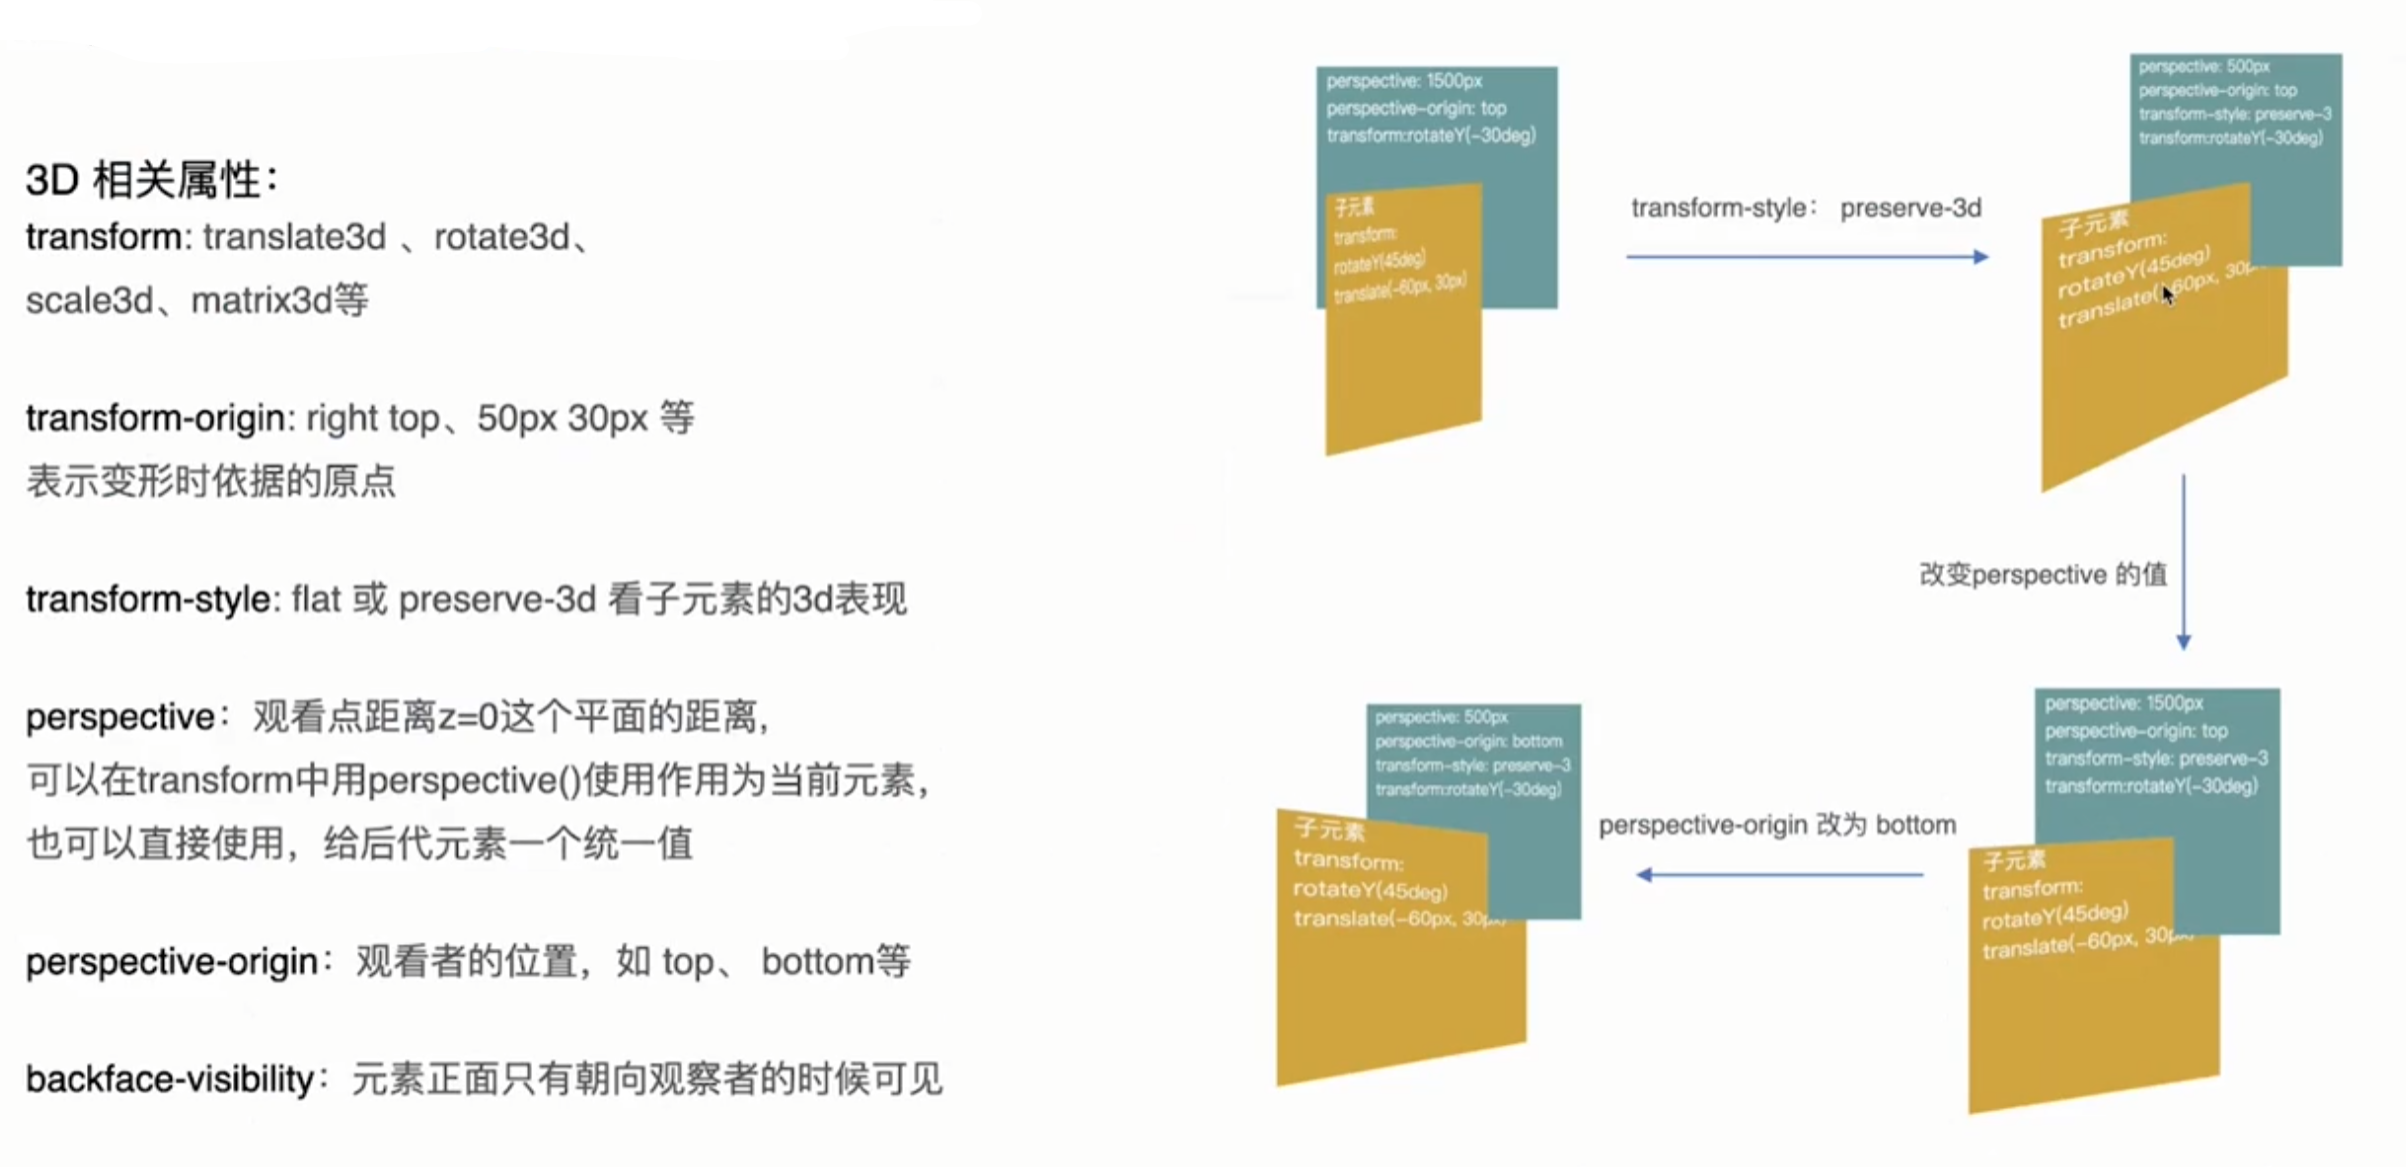 3D 相关属性：
transform: translate3d 、rotate3d、
scale3d、matrix3d等
transform-origin: right top、50px 30px 等
表示变形时依据的原点
transform-style: flat 或 preserve-3d 看子元素的3d表现
perspective：观看点距离z=0这个平面的距离，
可以在transform中用perspective()使用作用为当前元素，
也可以直接使用，给后代元素一个统一值
perspective-origin：观看者的位置，如 top、 bottom等
backface-visibility：元素正面只有朝向观察者的时候可见
perspective: 1500px
perspective-origin: top
transform:rotateY(-30deg)
子元素
transform:
rotateY(45deg)
translate(-60px, 30px)
transform-style： preserve-3d
perspective: 500px
perspective-origin: top
transform-style: preserve-3
transform:rotateY(-30deg)
子元素
transform:
rotateY(45deg)
translate(-60px, 30p
改变perspective 的值
perspective: 1500px
perspective-origin: top
transform-style: preserve-3
transform:rotateY(-30deg)
子元素
transform:
rotateY(45deg)
translate(-60px, 30px)
perspective-origin 改为 bottom
perspective: 500px
perspective-origin: bottom
transform-style: preserve-3
transform:rotateY(-30deg)
子元素
transform:
rotateY(45deg)
translate(-60px, 30px)